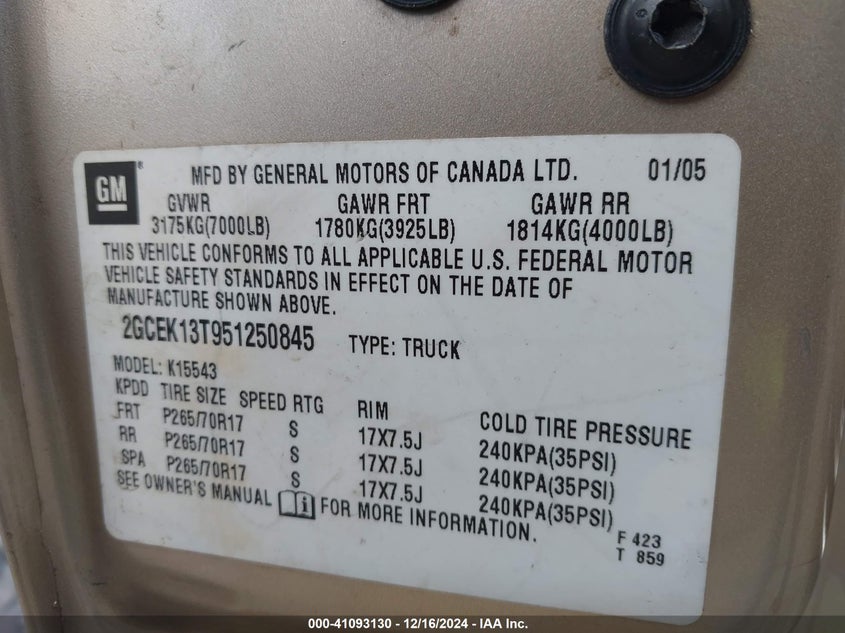 GM ® MFD BY GENERAL MOTORS OF CANADA LTD. 01/05
GVWR GAWR FRT GAWR RR
3175KG(7000LB) 1780KG(3925LB) 1814KG(4000LB)
THIS VEHICLE CONFORMS TO ALL APPLICABLE U.S. FEDERAL MOTOR
VEHICLE SAFETY STANDARDS IN EFFECT ON THE DATE OF
MANUFACTURE SHOWN ABOVE.
2GCEK13T951250845 TYPE: TRUCK
MODEL: K15543
KPDD TIRE SIZE SPEED RTG RIM COLD TIRE PRESSURE
FRT P265/70R17 S 17X7.5J 240KPA(35PSI)
RR P265/70R17 S 17X7.5J 240KPA(35PSI)
SPA P265/70R17 S 17X7.5J 240KPA(35PSI)
SEE OWNER'S MANUAL i FOR MORE INFORMATION.
F 423
T 859
000-41093130 - 12/16/2024 - IAA Inc.